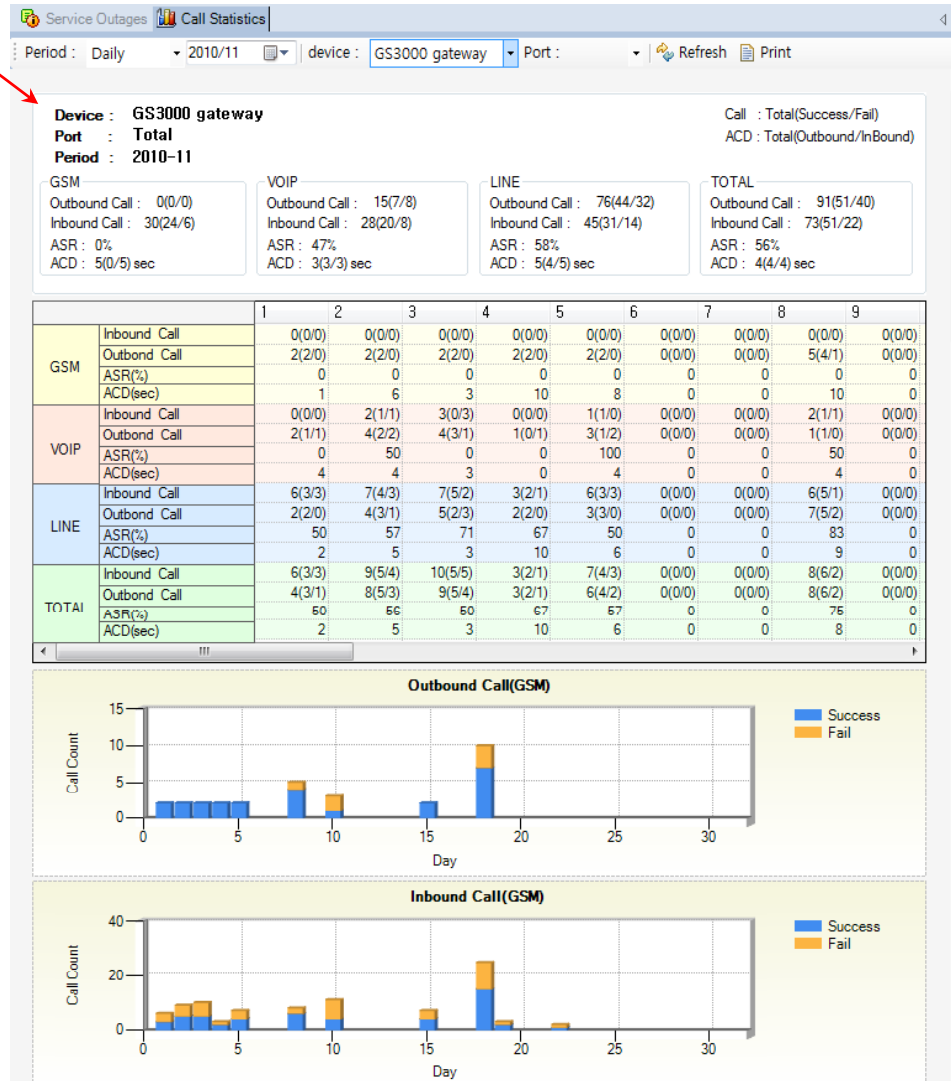 Service Outages Call Statistics
Period : Daily 2010/11 device : GS3000 gateway Port : Refresh Print
Device : GS3000 gateway Call : Total(Success/Fail)
Port : Total ACD : Total(Outbound/InBound)
Period : 2010-11
GSM VOIP LINE TOTAL
Outbound Call : 0(0/0) Outbound Call : 15(7/8) Outbound Call : 76(44/32) Outbound Call : 91(51/40)
Inbound Call : 30(24/6) Inbound Call : 28(20/8) Inbound Call : 45(31/14) Inbound Call : 73(51/22)
ASR : 0% ASR : 47% ASR : 58% ASR : 56%
ACD : 5(0/5) sec ACD : 3(3/3) sec ACD : 5(4/5) sec ACD : 4(4/4) sec
1 2 3 4 5 6 7 8 9
GSM
Inbound Call 0(0/0) 0(0/0) 0(0/0) 0(0/0) 0(0/0) 0(0/0) 0(0/0) 0(0/0) 0(0/0)
Outbond Call 2(2/0) 2(2/0) 2(2/0) 2(2/0) 2(2/0) 0(0/0) 0(0/0) 5(4/1) 0(0/0)
ASR(%) 0 0 0 0 0 0 0 0 0
ACD(sec) 1 6 3 10 8 0 0 10 0
VOIP
Inbound Call 0(0/0) 2(1/1) 3(0/3) 0(0/0) 1(1/0) 0(0/0) 0(0/0) 2(1/1) 0(0/0)
Outbond Call 2(1/1) 4(2/2) 4(3/1) 1(0/1) 3(1/2) 0(0/0) 0(0/0) 1(1/0) 0(0/0)
ASR(%) 0 50 0 0 100 0 0 50 0
ACD(sec) 4 4 3 0 4 0 0 4 0
LINE
Inbound Call 6(3/3) 7(4/3) 7(5/2) 3(2/1) 6(3/3) 0(0/0) 0(0/0) 6(5/1) 0(0/0)
Outbond Call 2(2/0) 4(3/1) 5(2/3) 2(2/0) 3(3/0) 0(0/0) 0(0/0) 7(5/2) 0(0/0)
ASR(%) 50 57 71 67 50 0 0 83 0
ACD(sec) 2 5 3 10 6 0 0 9 0
TOTAL
Inbound Call 6(3/3) 9(5/4) 10(5/5) 3(2/1) 7(4/3) 0(0/0) 0(0/0) 8(6/2) 0(0/0)
Outbond Call 4(3/1) 8(5/3) 9(5/4) 3(2/1) 6(4/2) 0(0/0) 0(0/0) 8(6/2) 0(0/0)
ASR(%) 50 56 50 67 57 0 0 75 0
ACD(sec) 2 5 3 10 6 0 0 8 0
Outbound Call(GSM)
Call Count
15
10
5
0
0 5 10 15 20 25 30
Day
Success
Fail
Inbound Call(GSM)
Call Count
40
20
0
0 5 10 15 20 25 30
Day
Success
Fail